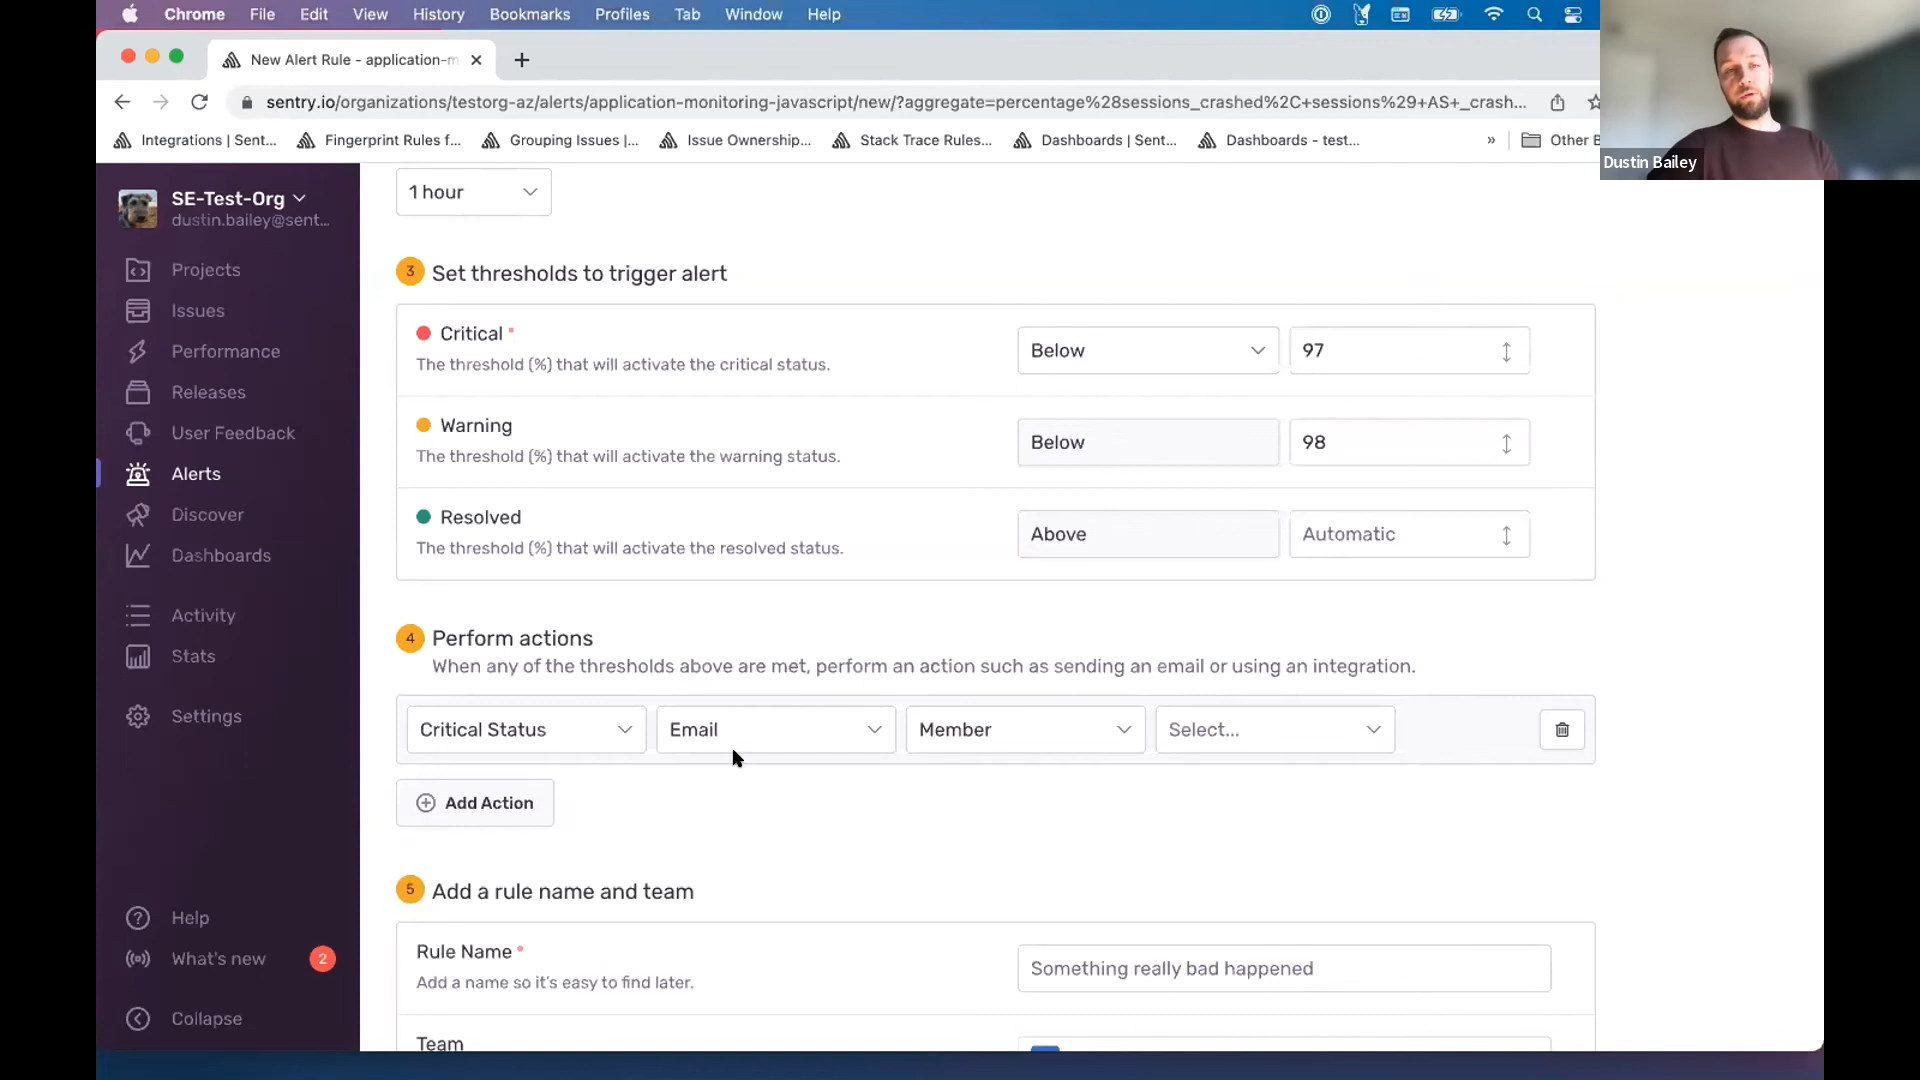 Chrome File Edit View History Bookmarks Profiles Tab Window Help
New Alert Rule - application-m
sentry.io/organizations/testorg-az/alerts/application-monitoring-javascript/new/?aggregate=percentage%28sessions_crashed%2C+sessions%29+AS+_crash...
Integrations | Sent... Fingerprint Rules f... Grouping Issues |... Issue Ownership... Stack Trace Rules... Dashboards | Sent... Dashboards - test... » Other B
Dustin Bailey
SE-Test-Org
dustin.bailey@sent...
Projects
Issues
Performance
Releases
User Feedback
Alerts
Discover
Dashboards
Activity
Stats
Settings
Help
What's new 2
Collapse
1 hour
3 Set thresholds to trigger alert
Critical *
The threshold (%) that will activate the critical status.
Below 97
Warning
The threshold (%) that will activate the warning status.
Below 98
Resolved
The threshold (%) that will activate the resolved status.
Above Automatic
4 Perform actions
When any of the thresholds above are met, perform an action such as sending an email or using an integration.
Critical Status Email Member Select...
Add Action
5 Add a rule name and team
Rule Name *
Add a name so it's easy to find later.
Something really bad happened
Team